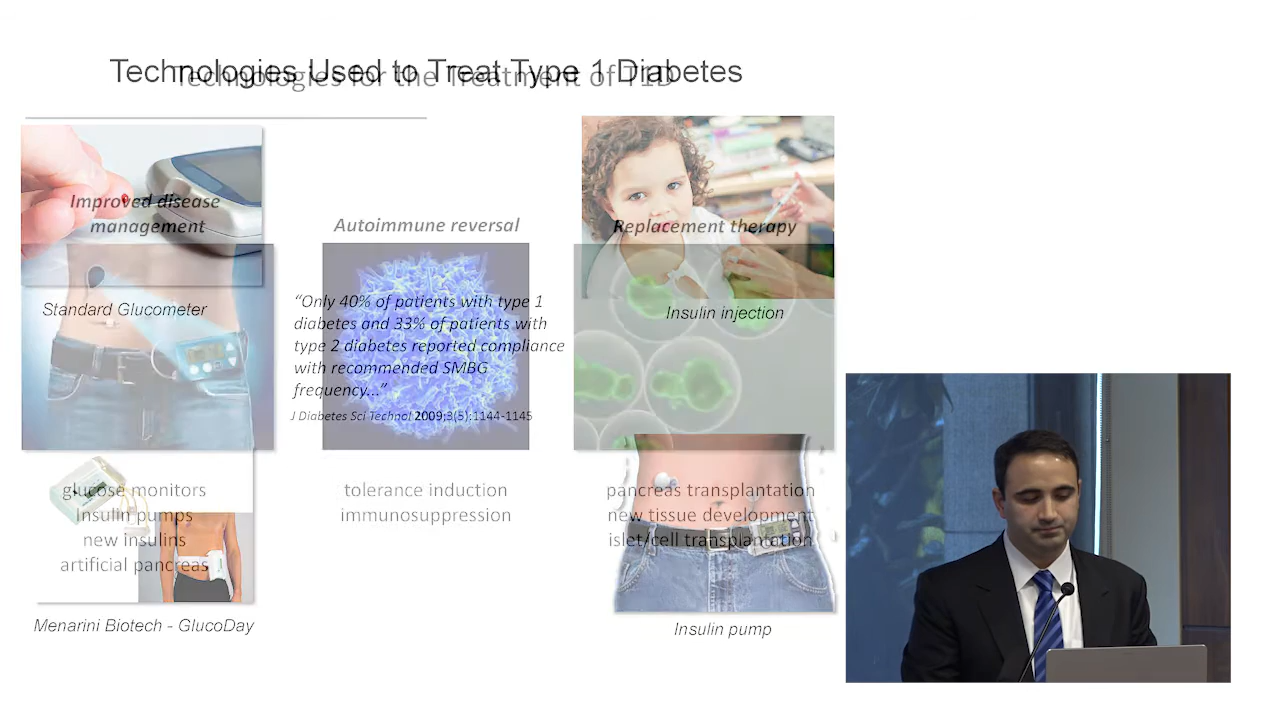 Technologies Used to Treat Type 1 Diabetes
Technologies for the Treatment of T1D
Improved disease
management
Autoimmune reversal
Replacement therapy
Standard Glucometer
“Only 40% of patients with type 1
diabetes and 33% of patients with
type 2 diabetes reported compliance
with recommended SMBG
frequency…”
J Diabetes Sci Technol 2009;3(5):1144-1145
Insulin injection
glucose monitors
Insulin pumps
new insulins
artificial pancreas
tolerance induction
immunosuppression
pancreas transplantation
new tissue development
islet/cell transplantation
Menarini Biotech - GlucoDay
Insulin pump